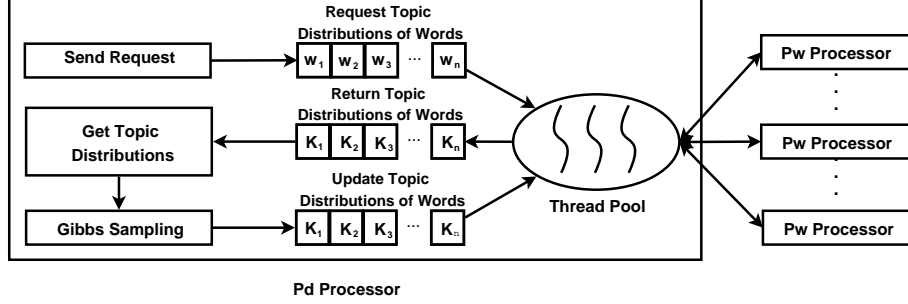 Request Topic
Distributions of Words
Send Request
w1 w2 w3 ... wn
Pw Processor
Return Topic
Distributions of Words
Get Topic
Distributions
K1 K2 K3 ... Kn
Pw Processor
Update Topic
Distributions of Words
Thread Pool
Gibbs Sampling
K1 K2 K3 ... Kn
Pw Processor
Pd Processor